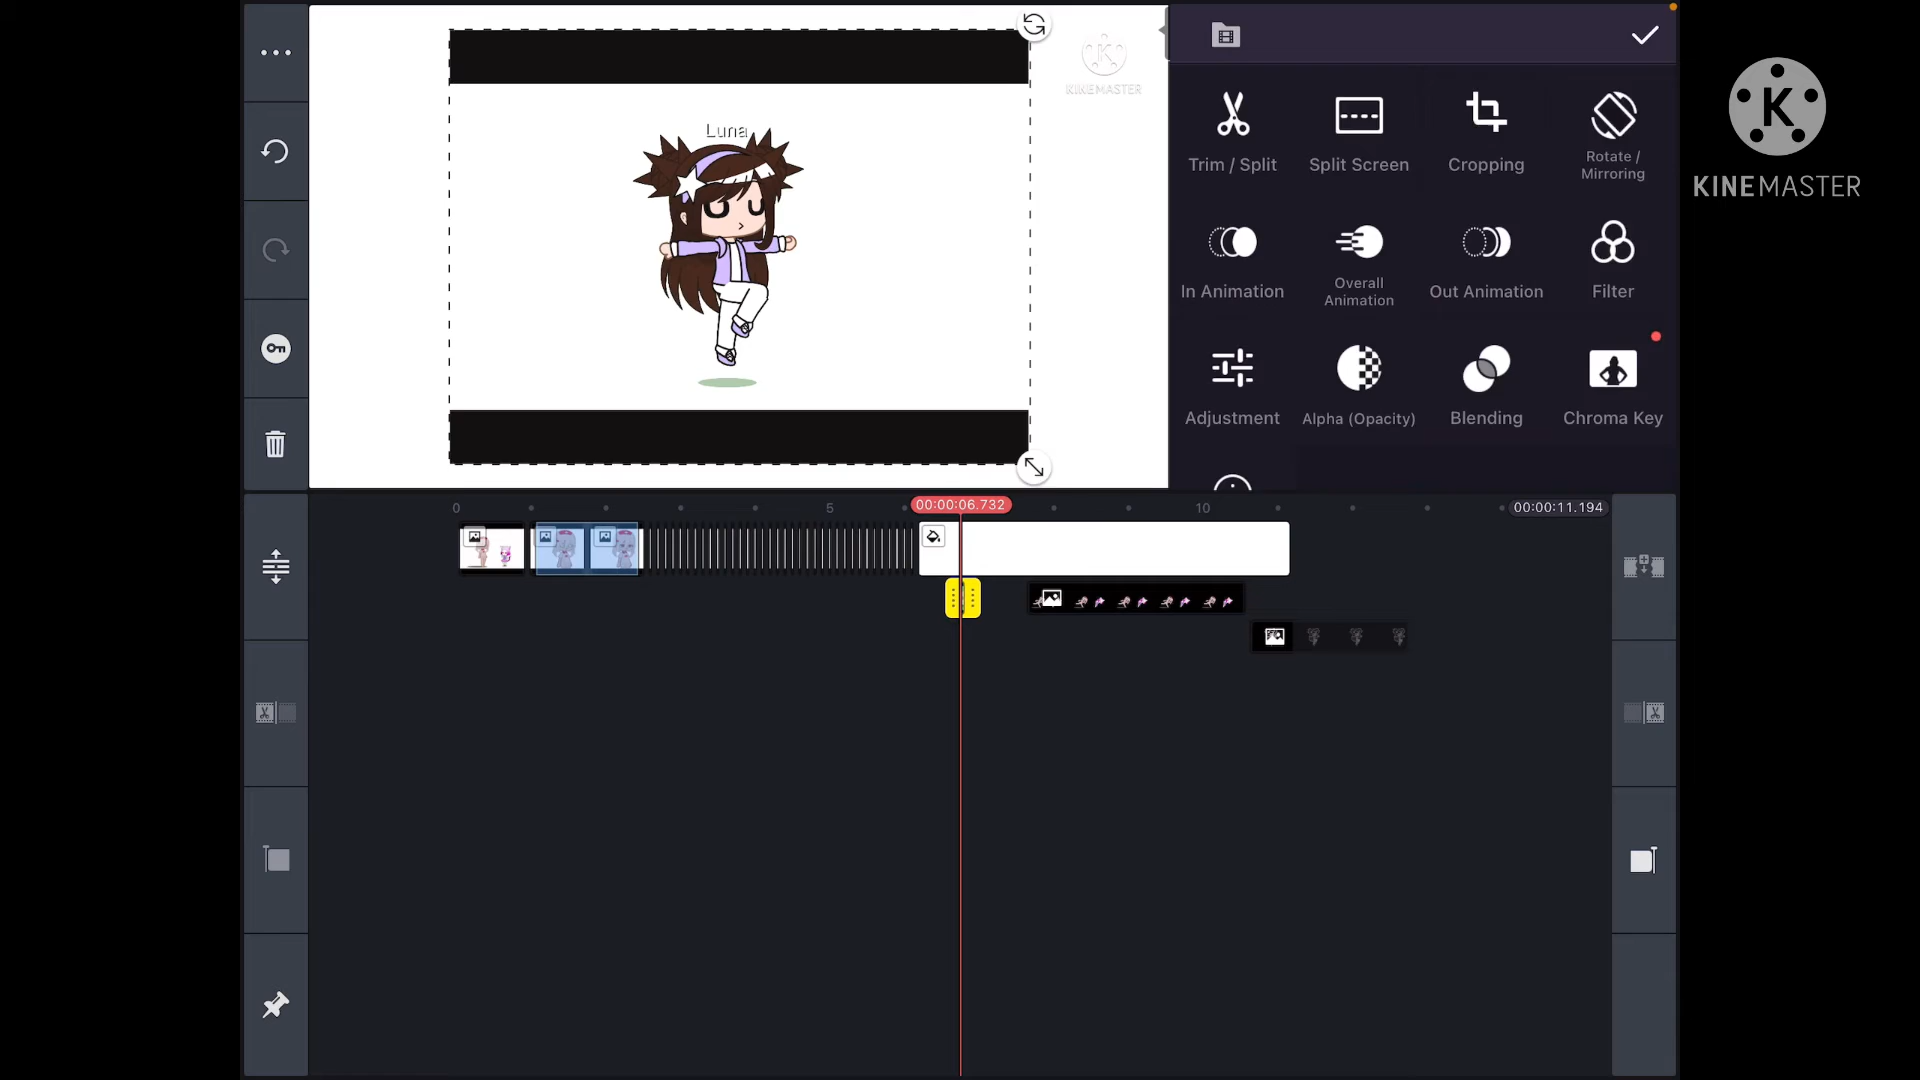 Luna
KINEMASTER
Trim / Split
Split Screen
Cropping
Rotate /
Mirroring
In Animation
Overall
Animation
Out Animation
Filter
Adjustment
Alpha (Opacity)
Blending
Chroma Key
K
KINEMASTER
0
5
00:00:06.732
10
00:00:11.194